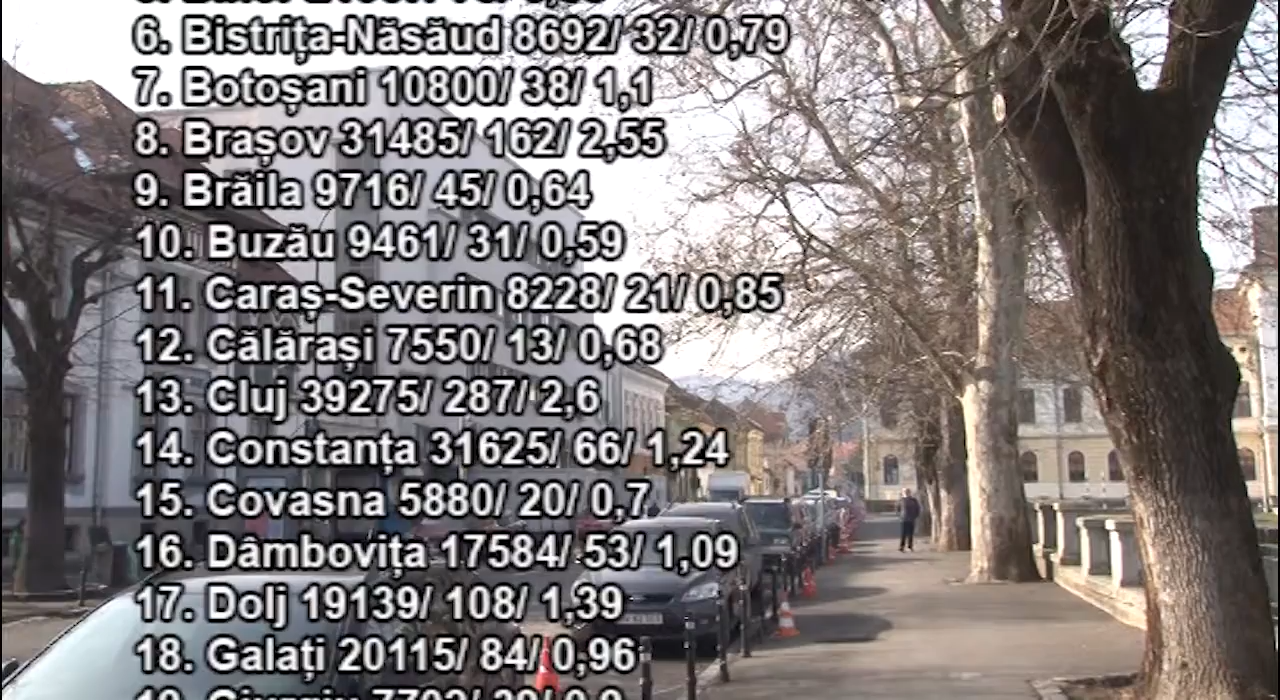 6. Bistrița-Năsăud 8692/ 32/ 0,79
7. Botoșani 10800/ 38/ 1,1
8. Brașov 31485/ 162/ 2,55
9. Brăila 9716/ 45/ 0,64
10. Buzău 9461/ 31/ 0,59
11. Caraș-Severin 8228/ 21/ 0,85
12. Călărași 7550/ 13/ 0,68
13. Cluj 39275/ 287/ 2,6
14. Constanța 31625/ 66/ 1,24
15. Covasna 5880/ 20/ 0,7
16. Dâmbovița 17584/ 53/ 1,09
17. Dolj 19139/ 108/ 1,39
18. Galați 20115/ 84/ 0,96